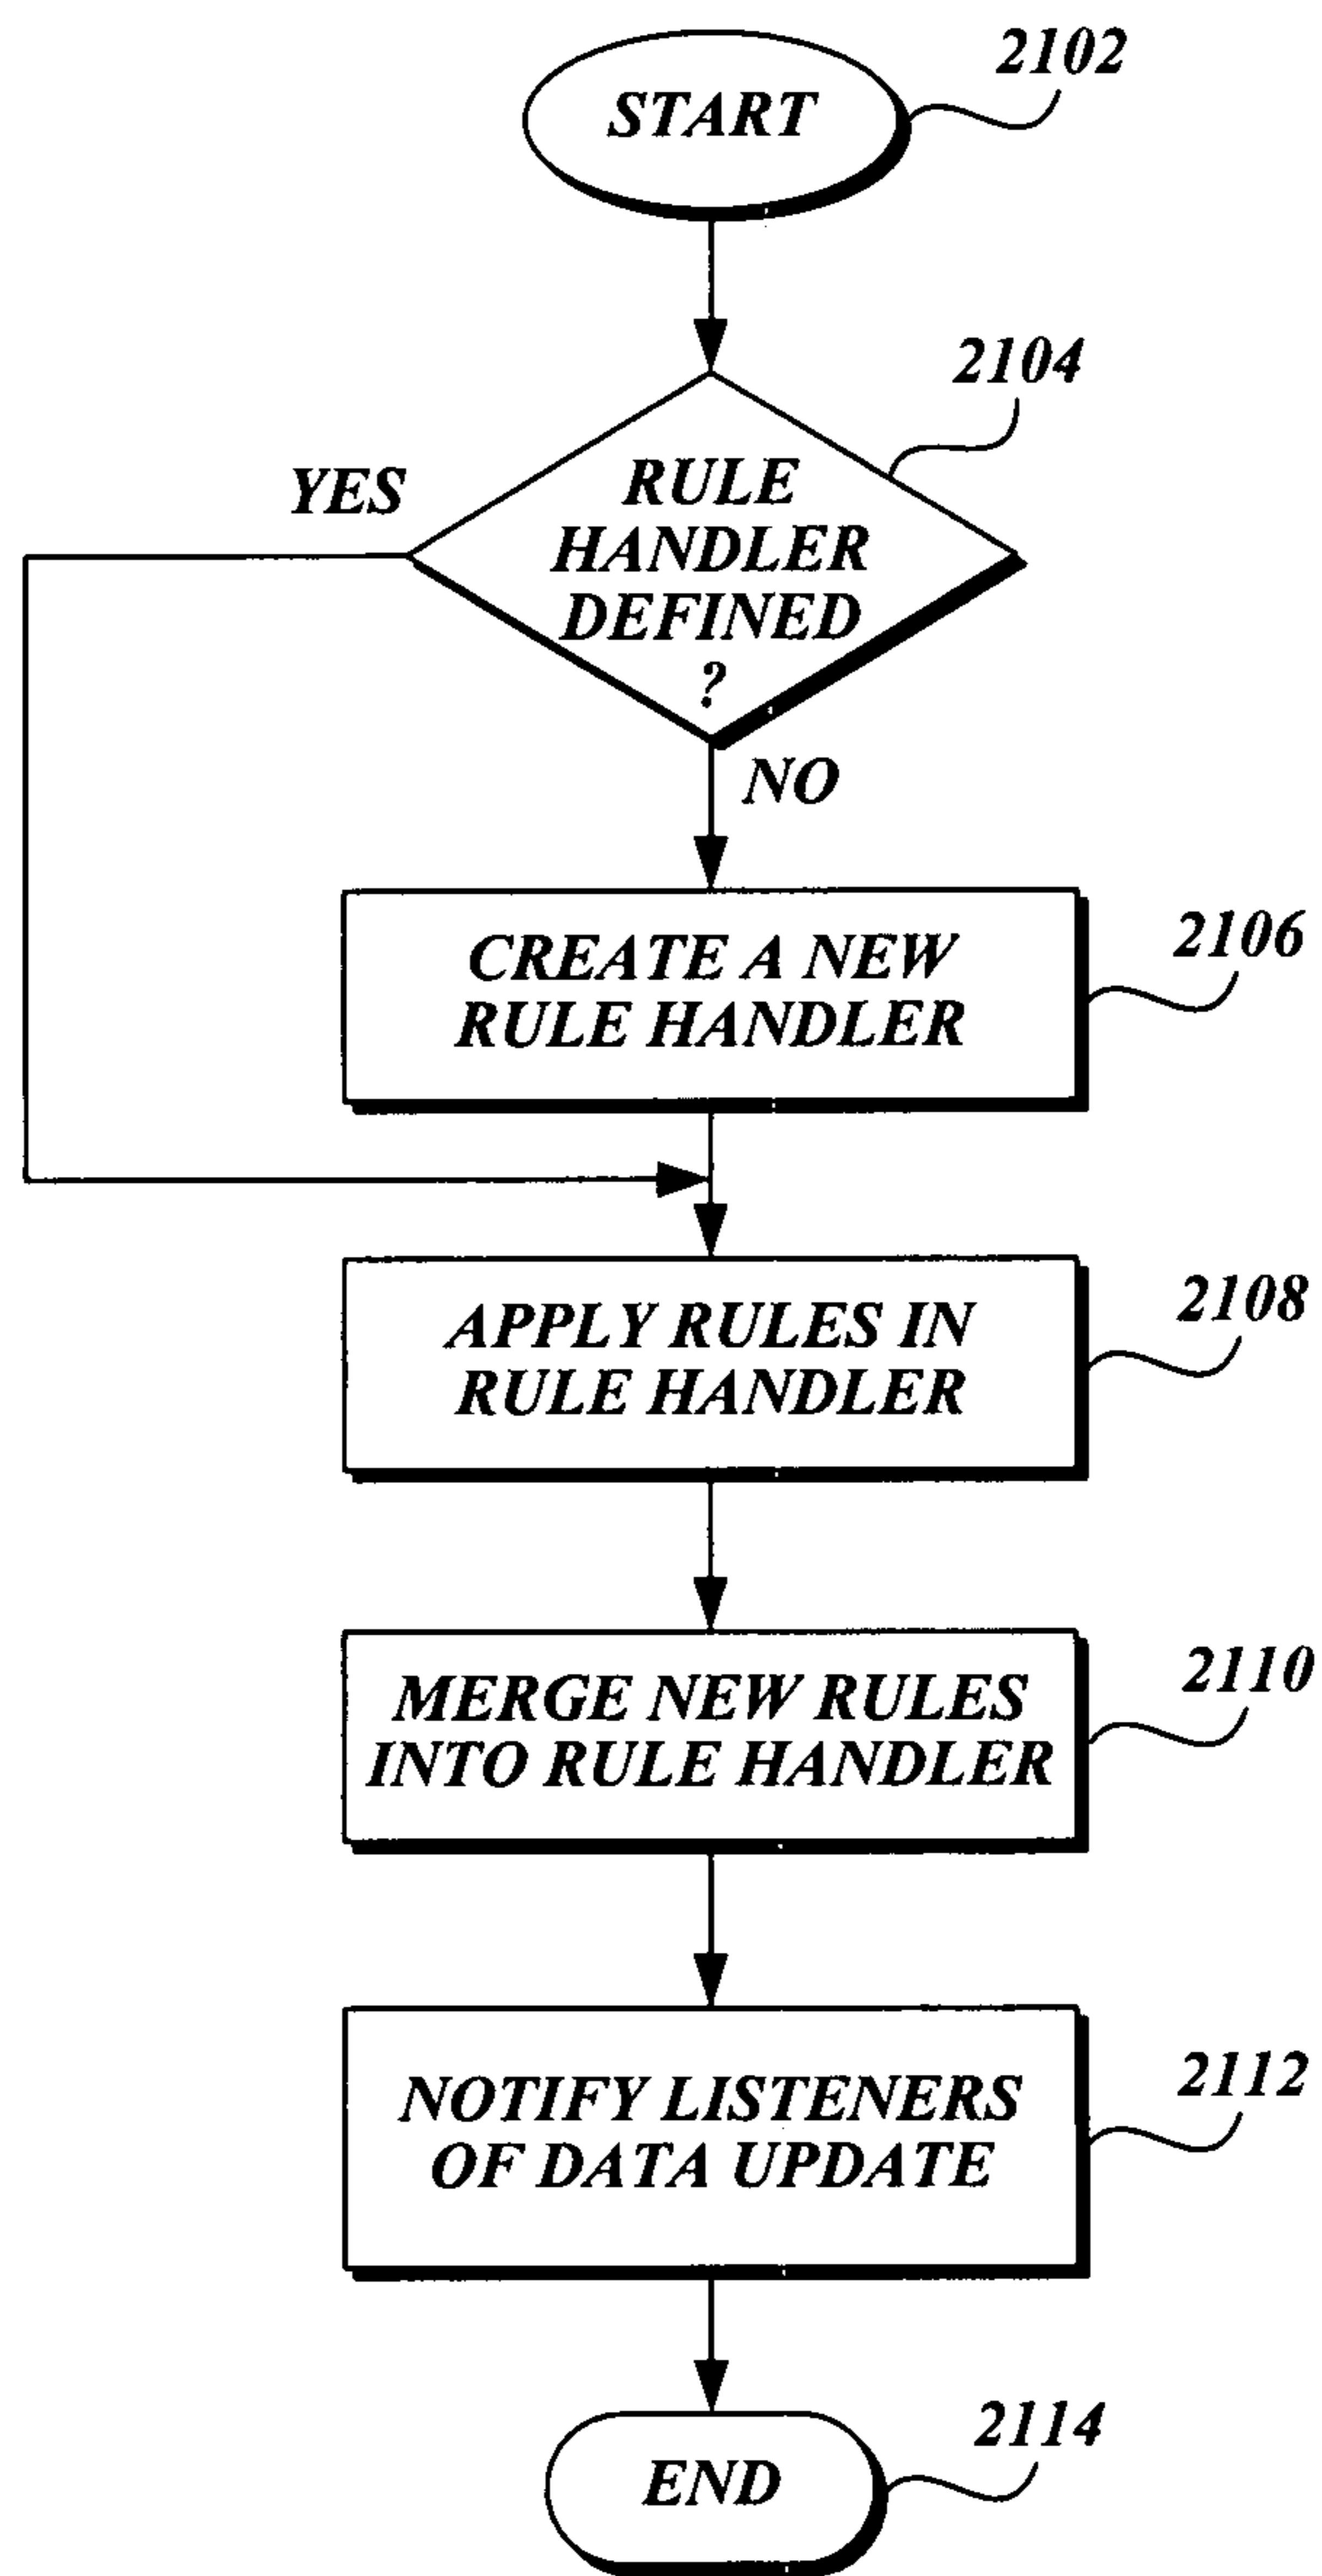 START
2102
2104
YES
RULE
HANDLER
DEFINED
?
NO
CREATE A NEW
RULE HANDLER
2106
APPLY RULES IN
RULE HANDLER
2108
MERGE NEW RULES
INTO RULE HANDLER
2110
NOTIFY LISTENERS
OF DATA UPDATE
2112
END
2114